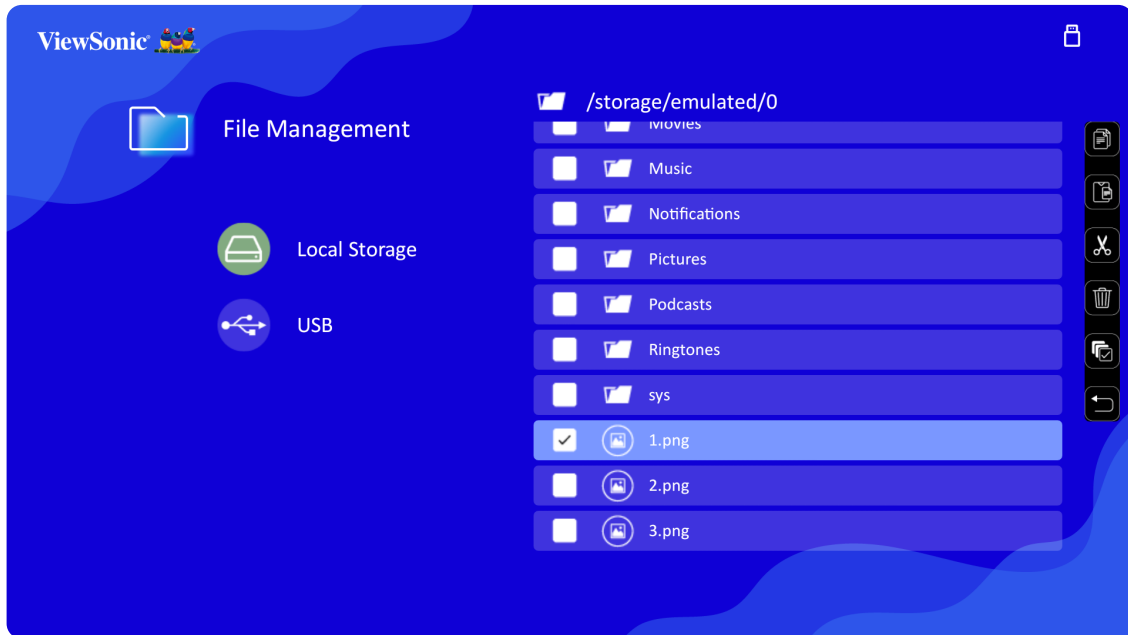 ViewSonic
File Management
Local Storage
USB
/storage/emulated/0
Movies
Music
Notifications
Pictures
Podcasts
Ringtones
sys
1.png
2.png
3.png